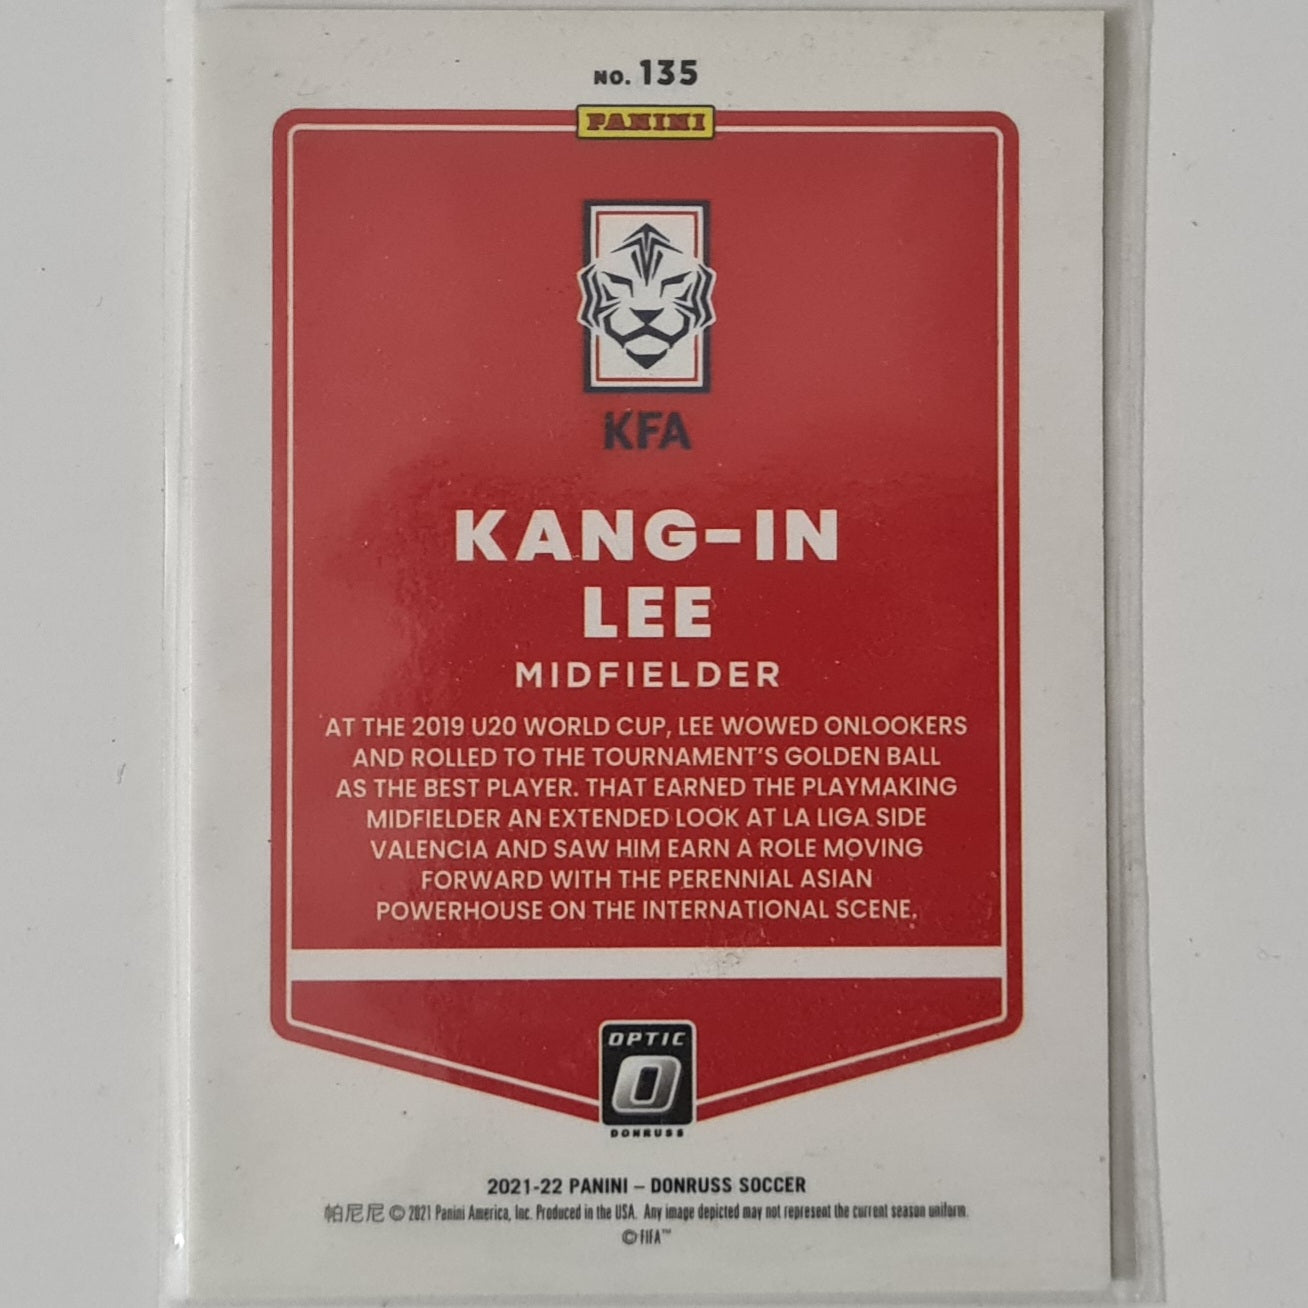 NO. 135
PANINI
KFA
KANG-IN
LEE
MIDFIELDER
AT THE 2019 U20 WORLD CUP, LEE WOWED ONLOOKERS
AND ROLLED TO THE TOURNAMENT'S GOLDEN BALL
AS THE BEST PLAYER. THAT EARNED THE PLAYMAKING
MIDFIELDER AN EXTENDED LOOK AT LA LIGA SIDE
VALENCIA AND SAW HIM EARN A ROLE MOVING
FORWARD WITH THE PERENNIAL ASIAN
POWERHOUSE ON THE INTERNATIONAL SCENE.
OPTIC
O
DONRUSS
2021-22 PANINI – DONRUSS SOCCER
帕尼尼 © 2021 Panini America, Inc. Produced in the USA. Any image depicted may not represent the current season uniform.
© FIFA™